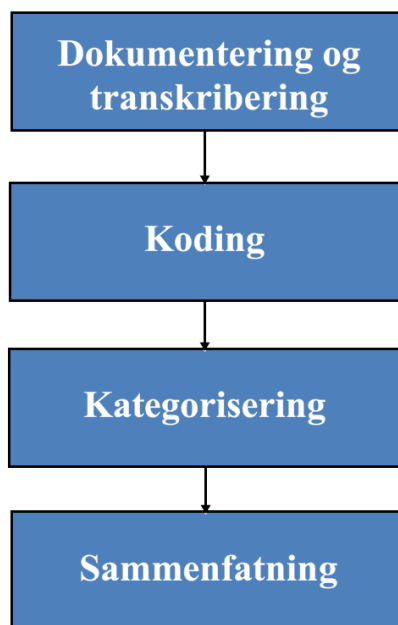 Dokumentering og
transkribering
Koding
Kategorisering
Sammenfatning